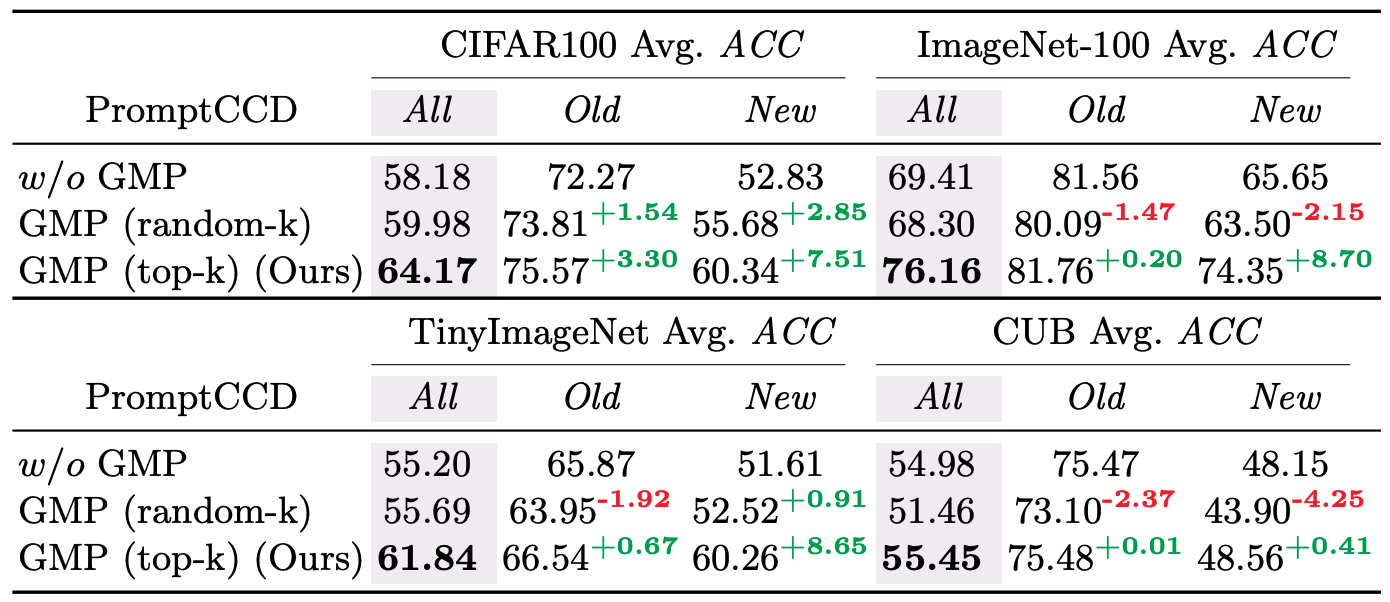 CIFAR100 Avg. ACC ImageNet-100 Avg. ACC
PromptCCD All Old New All Old New
w/o GMP 58.18 72.27 52.83 69.41 81.56 65.65
GMP (random-k) 59.98 73.81+1.54 55.68+2.85 68.30 80.09-1.47 63.50-2.15
GMP (top-k) (Ours) 64.17 75.57+3.30 60.34+7.51 76.16 81.76+0.20 74.35+8.70
TinyImageNet Avg. ACC CUB Avg. ACC
PromptCCD All Old New All Old New
w/o GMP 55.20 65.87 51.61 54.98 75.47 48.15
GMP (random-k) 55.69 63.95-1.92 52.52+0.91 51.46 73.10-2.37 43.90-4.25
GMP (top-k) (Ours) 61.84 66.54+0.67 60.26+8.65 55.45 75.48+0.01 48.56+0.41